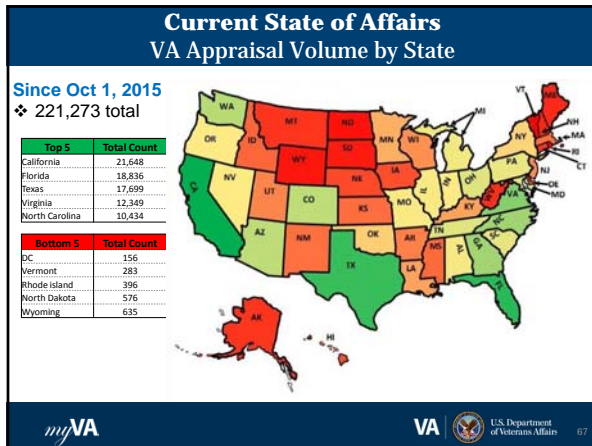 Current State of Affairs
VA Appraisal Volume by State
Since Oct 1, 2015
❖ 221,273 total
Top 5 Total Count
California 21,648
Florida 18,836
Texas 17,699
Virginia 12,349
North Carolina 10,434
Bottom 5 Total Count
DC 156
Vermont 283
Rhode island 396
North Dakota 576
Wyoming 635
WA
OR
CA
NV
ID
MT
WY
UT
AZ
CO
NM
ND
SD
NE
KS
OK
TX
MN
IA
MO
AR
LA
WI
IL
MI
IN
OH
KY
TN
MS
AL
GA
FL
SC
NC
VA
WV
PA
NY
VT
ME
NH
MA
RI
CT
NJ
DE
MD
AK
HI
myVA
VA
U.S. Department
of Veterans Affairs
67